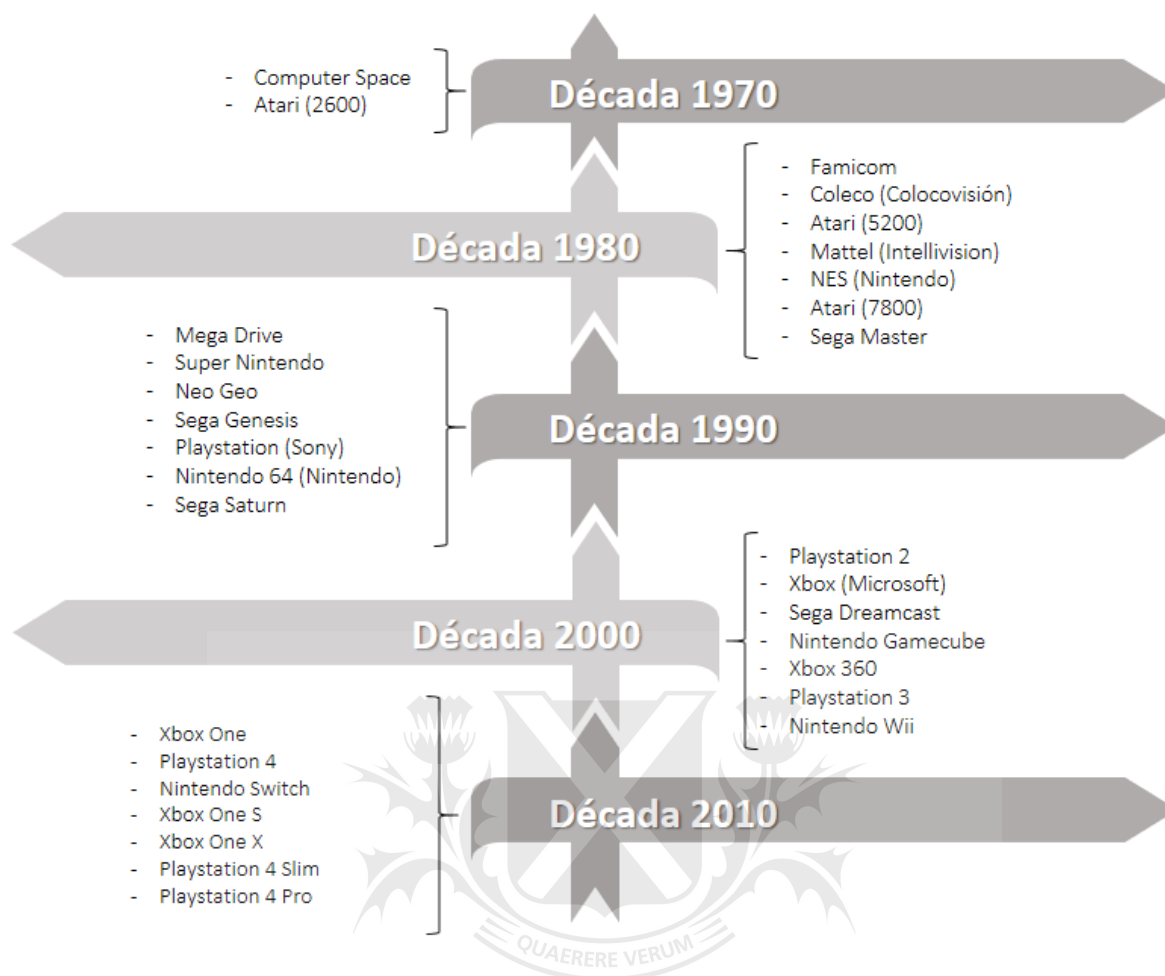 - Computer Space
- Atari (2600)
Década 1970
- Famicom
- Coleco (Colocovisión)
- Atari (5200)
- Mattel (Intellivision)
- NES (Nintendo)
- Atari (7800)
- Sega Master
Década 1980
- Mega Drive
- Super Nintendo
- Neo Geo
- Sega Genesis
- Playstation (Sony)
- Nintendo 64 (Nintendo)
- Sega Saturn
Década 1990
- Playstation 2
- Xbox (Microsoft)
- Sega Dreamcast
- Nintendo Gamecube
- Xbox 360
- Playstation 3
- Nintendo Wii
Década 2000
- Xbox One
- Playstation 4
- Nintendo Switch
- Xbox One S
- Xbox One X
- Playstation 4 Slim
- Playstation 4 Pro
Década 2010
QUAERERE VERUM